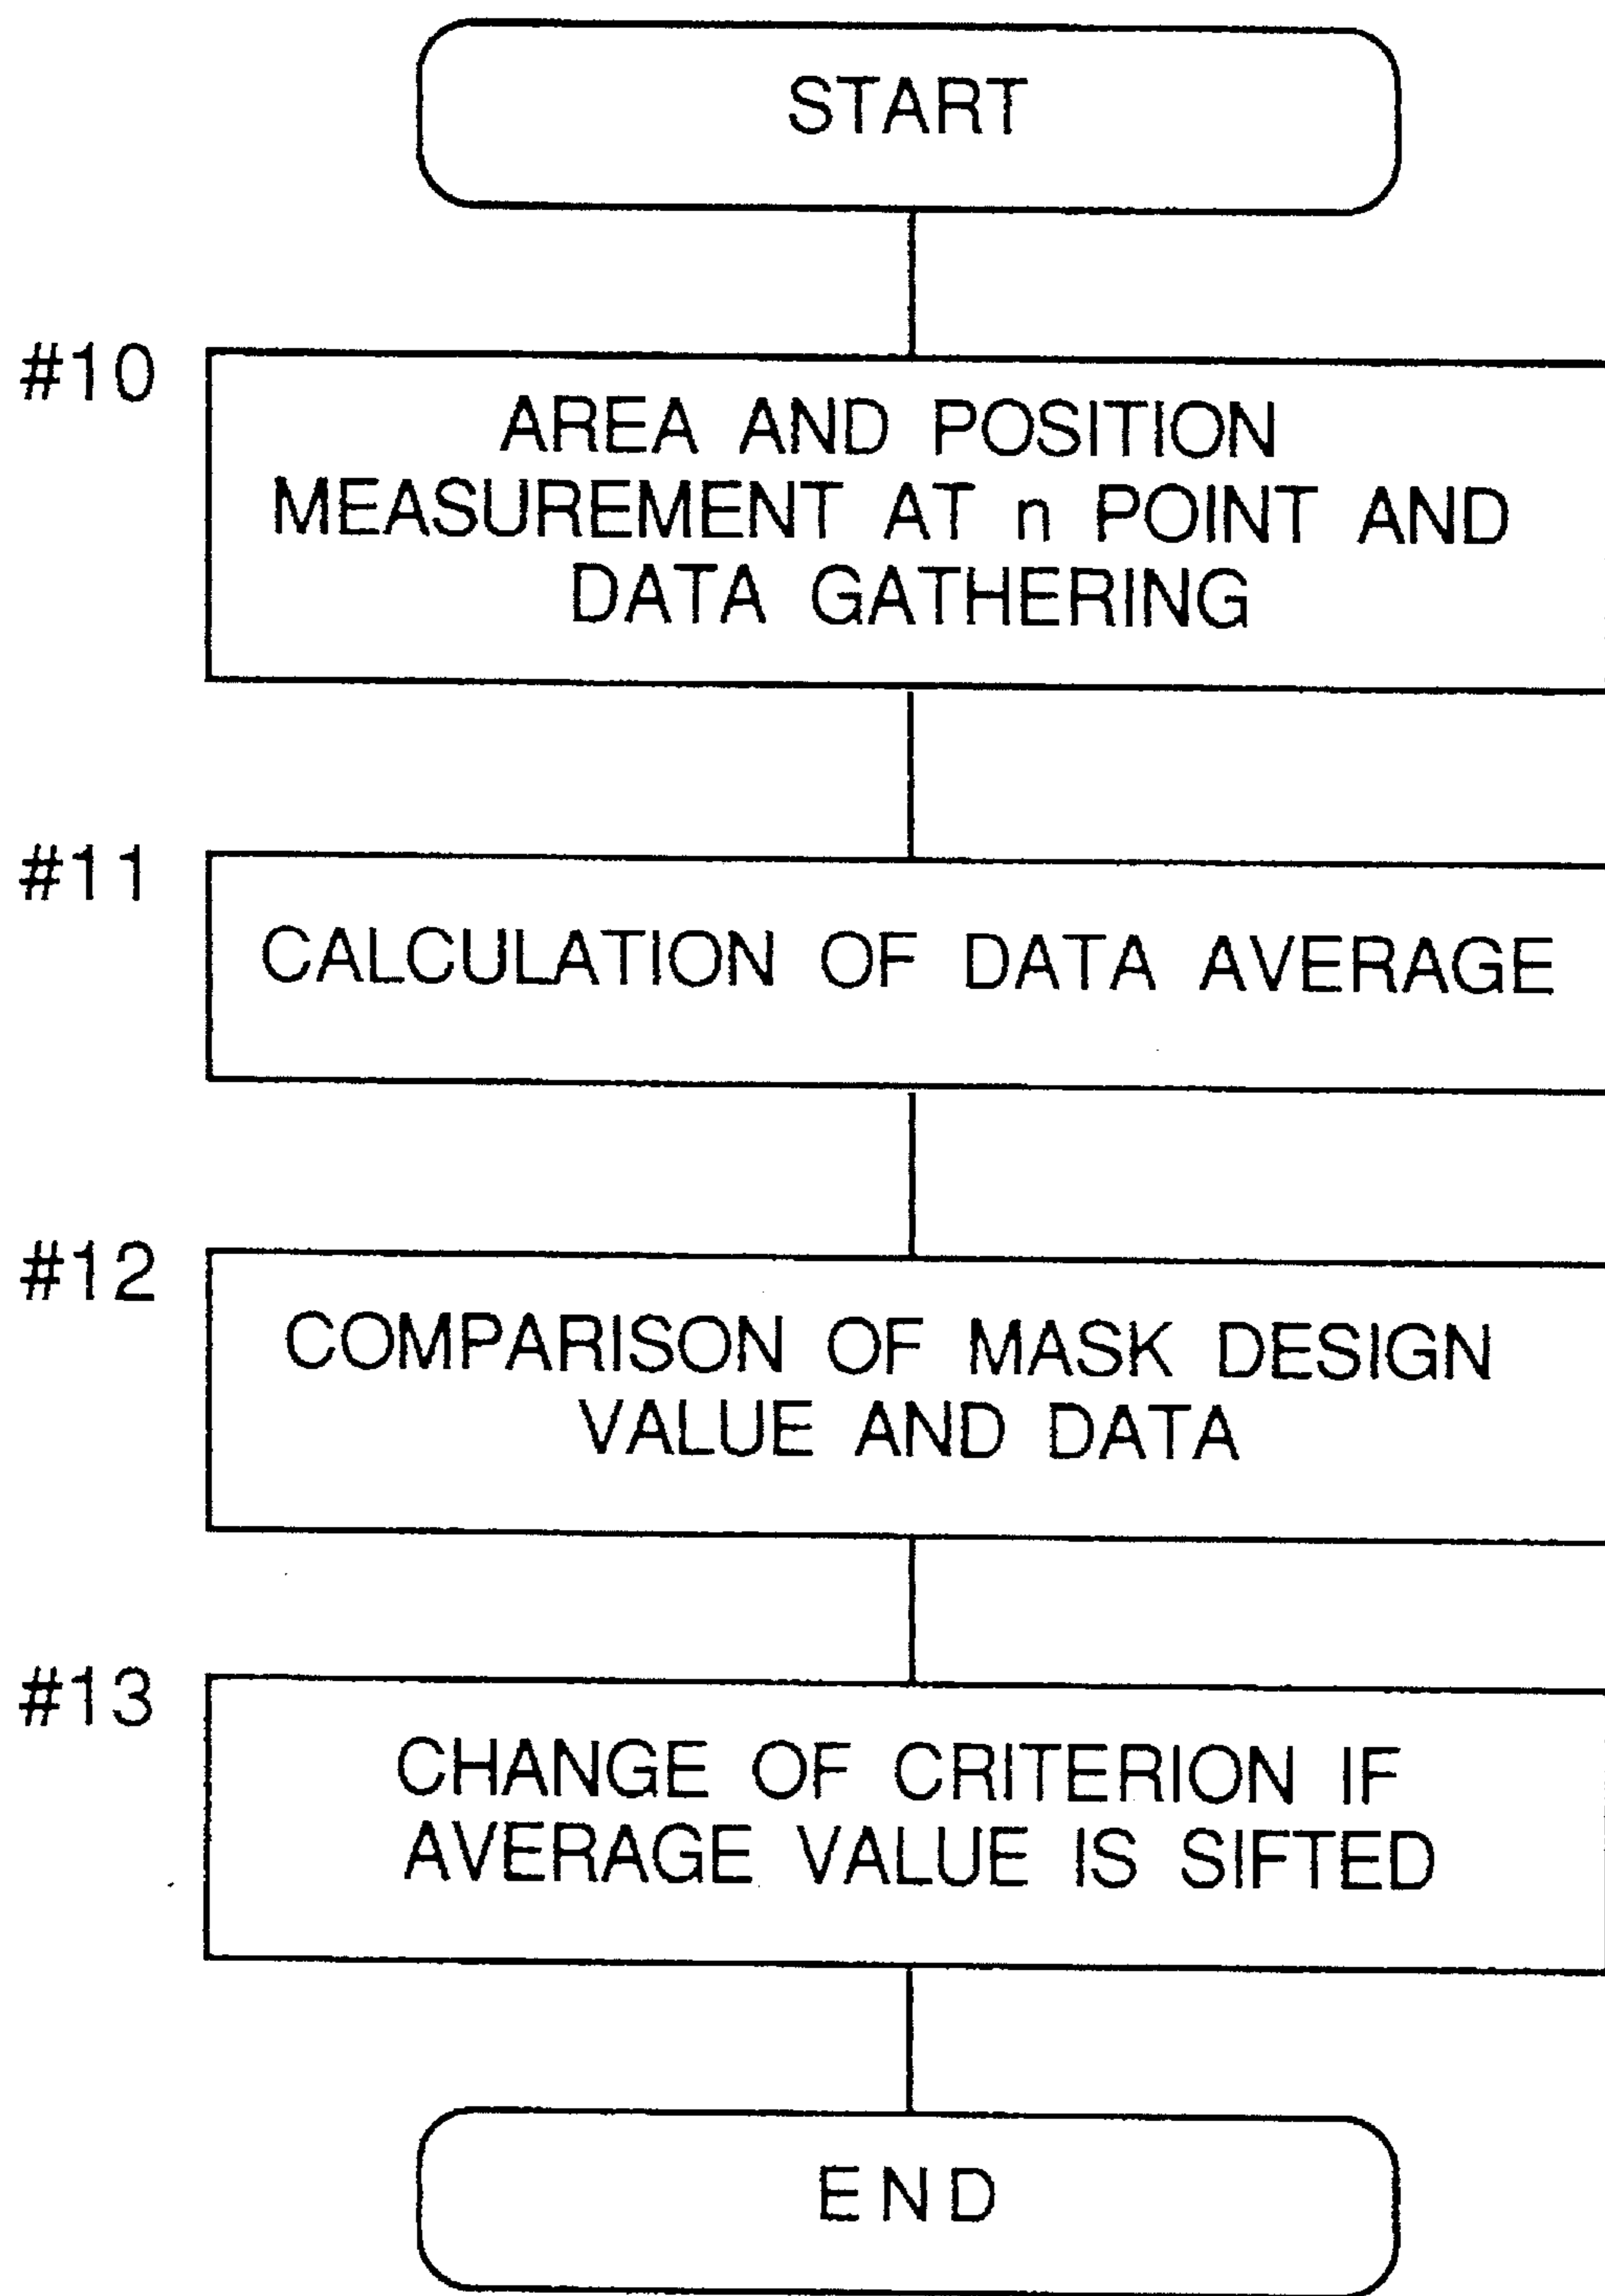 START
#10
AREA AND POSITION
MEASUREMENT AT n POINT AND
DATA GATHERING
#11
CALCULATION OF DATA AVERAGE
#12
COMPARISON OF MASK DESIGN
VALUE AND DATA
#13
CHANGE OF CRITERION IF
AVERAGE VALUE IS SIFTED
END